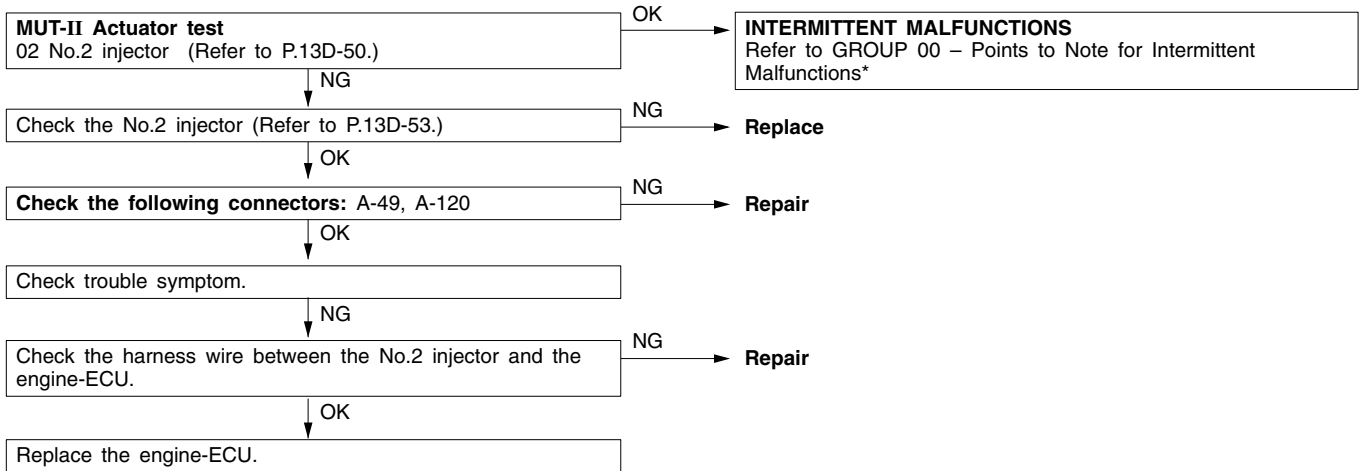 MUT-II Actuator test
02 No.2 injector (Refer to P.13D-50.)
OK
INTERMITTENT MALFUNCTIONS
Refer to GROUP 00 – Points to Note for Intermittent
Malfunctions*
NG
Check the No.2 injector (Refer to P.13D-53.)
NG
Replace
OK
Check the following connectors: A-49, A-120
NG
Repair
OK
Check trouble symptom.
NG
Check the harness wire between the No.2 injector and the
engine-ECU.
NG
Repair
OK
Replace the engine-ECU.